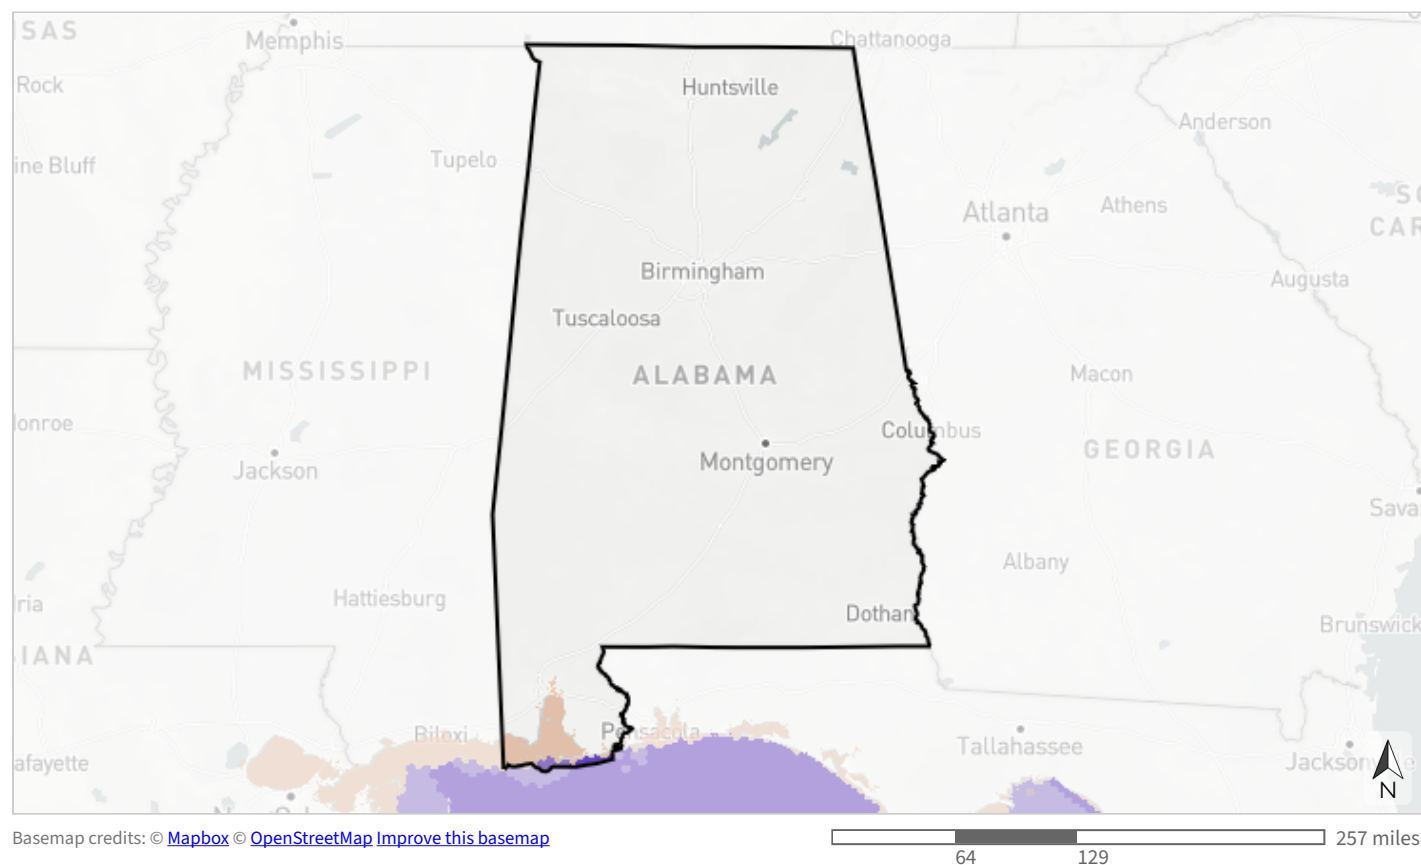 SAS
Memphis
Chattanooga
Rock
Huntsville
Anderson
ine Bluff
Tupelo
Atlanta
Athens
SO
CAR
Birmingham
Augusta
Tuscaloosa
MISSISSIPPI
ALABAMA
Macon
onroe
Columbus
GEORGIA
Jackson
Montgomery
Sava
Albany
ria
Hattiesburg
Dothan
Brunswick
IANA
Biloxi
Pensacola
Tallahassee
afayette
Jacksonville
N
Basemap credits: © Mapbox © OpenStreetMap Improve this basemap
257 miles
64
129